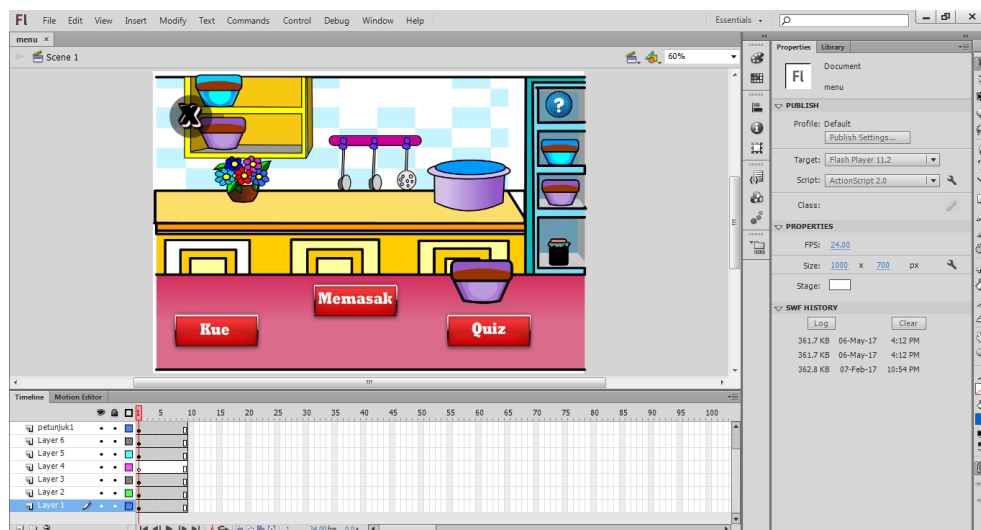 Fl File Edit View Insert Modify Text Commands Control Debug Window Help Essentials
menu ×
Scene 1 60%
Properties Library
Fl Document
menu
PUBLISH
Profile: Default
Publish Settings...
Target: Flash Player 11.2
Script: ActionScript 2.0
Class:
PROPERTIES
FPS: 24.00
Size: 1000 x 700 px
Stage:
SWF HISTORY
Log Clear
361.7 KB 06-May-17 4:12 PM
361.7 KB 06-May-17 4:12 PM
362.8 KB 07-Feb-17 10:54 PM
X
?
Memasak
Kue
Quiz
Timeline Motion Editor
1 5 10 15 20 25 30 35 40 45 50 55 60 65 70 75 80 85 90 95 100
petunjuk1
Layer 6
Layer 5
Layer 4
Layer 3
Layer 2
Layer 1
1 24.00 fps 0.0 s